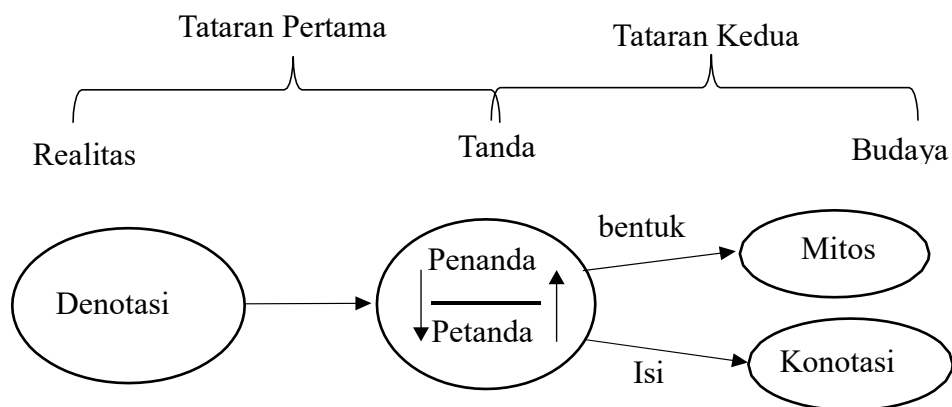 Tataran Pertama
Tataran Kedua
Realitas
Tanda
Budaya
Denotasi
Penanda
Petanda
bentuk
Mitos
Isi
Konotasi